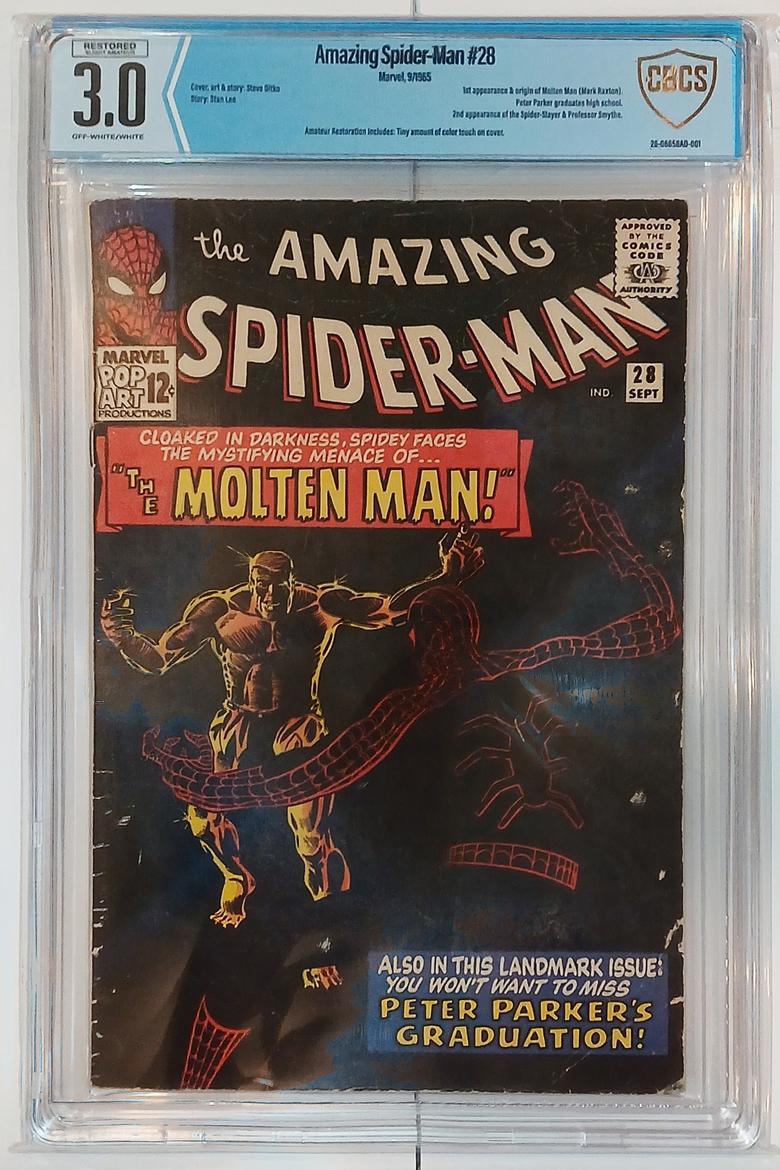 RESTORED
SLIGHT AMATEUR
3.0
OFF-WHITE/WHITE
Amazing Spider-Man #28
Marvel, 9/1965
Cover, art & story: Steve Ditko
Story: Stan Lee
1st appearance & origin of Molten Man (Mark Raxton).
Peter Parker graduates high school.
2nd appearance of the Spider-Slayer & Professor Smythe.
Amateur Restoration Includes: Tiny amount of color touch on cover.
CBCS
the AMAZING
SPIDER-MAN
APPROVED
BY THE
COMICS
CODE
CA
AUTHORITY
MARVEL
POP
ART
12¢
PRODUCTIONS
IND.
28
SEPT
CLOAKED IN DARKNESS, SPIDEY FACES
THE MYSTIFYING MENACE OF...
"THE MOLTEN MAN!"
ALSO IN THIS LANDMARK ISSUE:
YOU WON'T WANT TO MISS
PETER PARKER'S
GRADUATION!